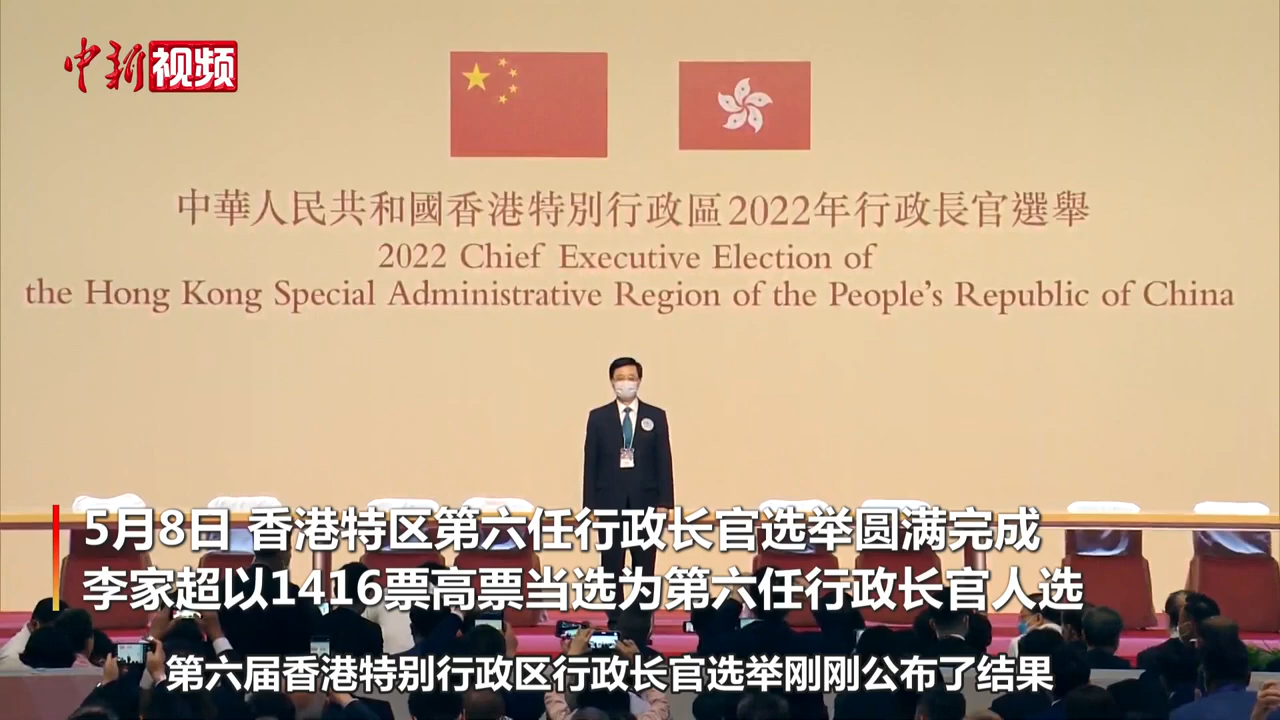 中新视频
中華人民共和國香港特別行政區2022年行政長官選舉
2022 Chief Executive Election of
the Hong Kong Special Administrative Region of the People's Republic of China
5月8日 香港特区第六任行政长官选举圆满完成
李家超以1416票高票当选为第六任行政长官人选
第六届香港特别行政区行政长官选举刚刚公布了结果